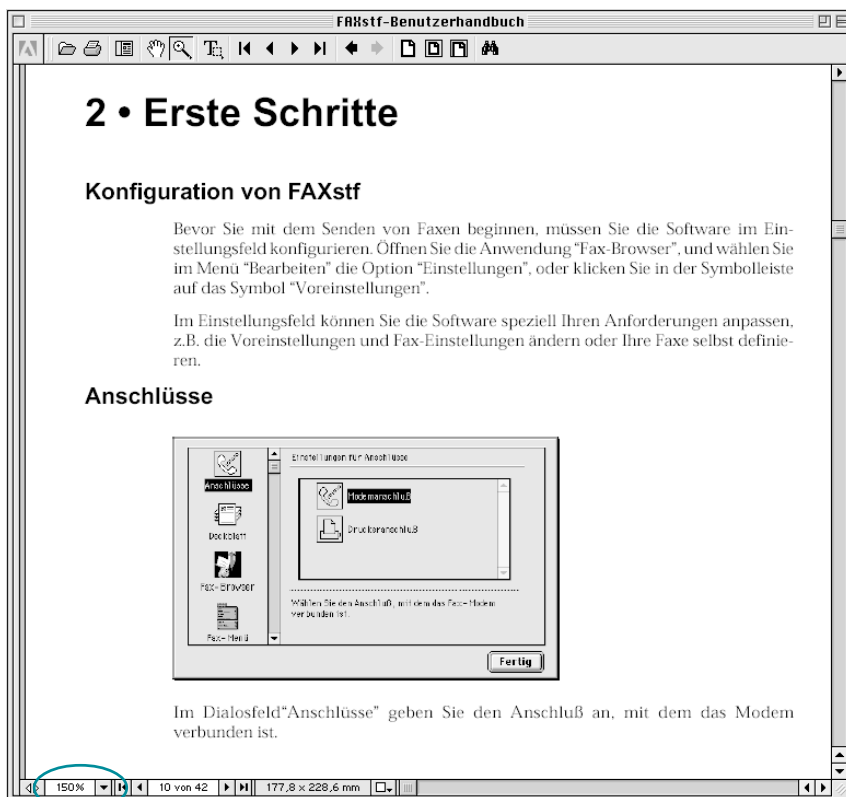 FAXstf-Benutzerhandbuch
2 • Erste Schritte
Konfiguration von FAXstf
Bevor Sie mit dem Senden von Faxen beginnen, müssen Sie die Software im Ein-
stellungsfeld konfigurieren. Öffnen Sie die Anwendung “Fax-Browser”, und wählen Sie
im Menü “Bearbeiten” die Option “Einstellungen”, oder klicken Sie in der Symbolleiste
auf das Symbol “Voreinstellungen”.
Im Einstellungsfeld können Sie die Software speziell Ihren Anforderungen anpassen,
z.B. die Voreinstellungen und Fax-Einstellungen ändern oder Ihre Faxe selbst definie-
ren.
Anschlüsse
Einstellungen für Anschlüsse
Anschlüsse
Deckblatt
Fax-Browser
Fax-Menü
Modemanschluß
Druckeranschluß
Wählen Sie den Anschluß, mit dem das Fax-Modem
verbunden ist.
Fertig
Im Dialosfeld“Anschlüsse” geben Sie den Anschluß an, mit dem das Modem
verbunden ist.
150% 10 von 42 177,8 x 228,6 mm